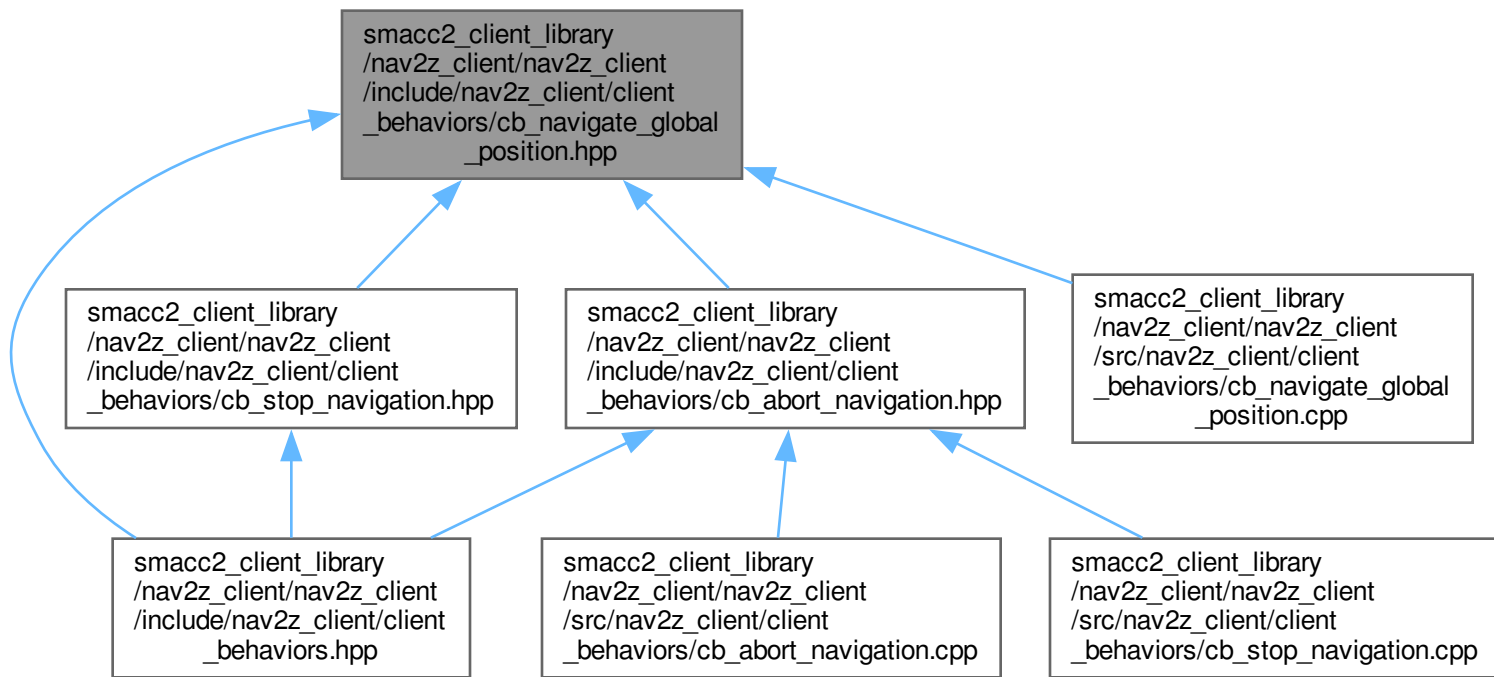 smacc2_client_library
/nav2z_client/nav2z_client
/include/nav2z_client/client
_behaviors/cb_navigate_global
_position.hpp
smacc2_client_library
/nav2z_client/nav2z_client
/include/nav2z_client/client
_behaviors/cb_stop_navigation.hpp
smacc2_client_library
/nav2z_client/nav2z_client
/include/nav2z_client/client
_behaviors/cb_abort_navigation.hpp
smacc2_client_library
/nav2z_client/nav2z_client
/src/nav2z_client/client
_behaviors/cb_navigate_global
_position.cpp
smacc2_client_library
/nav2z_client/nav2z_client
/include/nav2z_client/client
_behaviors.hpp
smacc2_client_library
/nav2z_client/nav2z_client
/src/nav2z_client/client
_behaviors/cb_abort_navigation.cpp
smacc2_client_library
/nav2z_client/nav2z_client
/src/nav2z_client/client
_behaviors/cb_stop_navigation.cpp